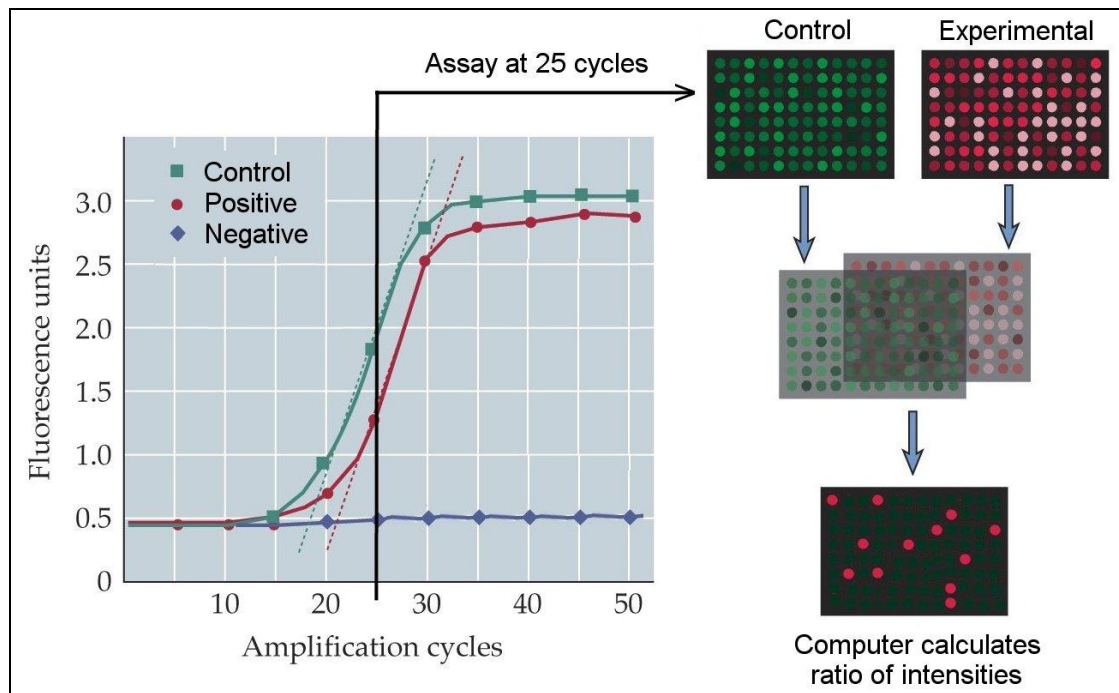 Control
Experimental
Assay at 25 cycles
Control
Positive
Negative
Fluorescence units
3.0
2.5
2.0
1.5
1.0
0.5
0
10
20
30
40
50
Amplification cycles
Computer calculates
ratio of intensities